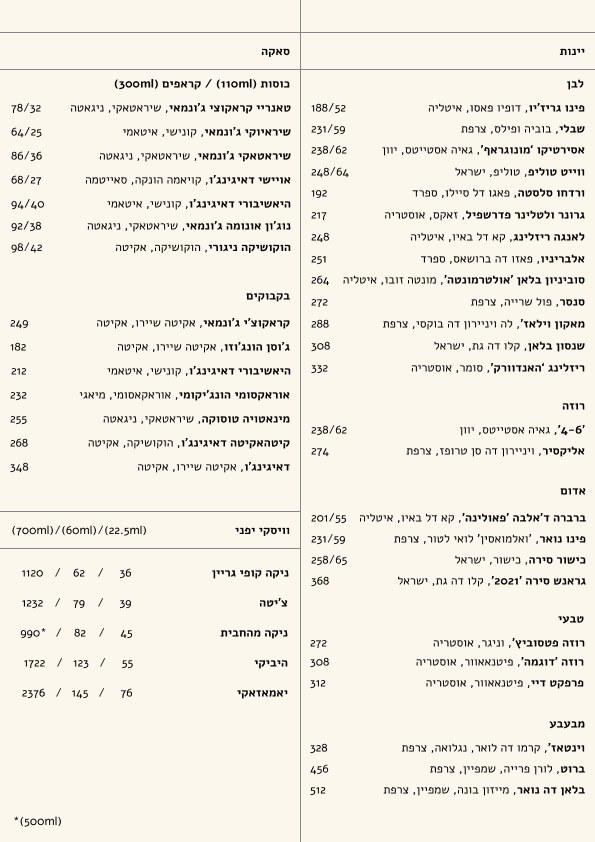 יינות
לבן
פינו גריז'יו, דופיו פאסו, איטליה 188/52
שבלי, בוביה ופילס, צרפת 231/59
אסירטיקו 'מונוגראף', גאיה אסטייטס, יוון 238/62
ווייט טוליפ, טוליפ, ישראל 248/64
ורדחו סלסטה, פאגו דל סיילו, ספרד 192
גרונר ולטלינר פדרשפיל, זאקס, אוסטריה 217
לאנגה ריזלינג, קא דל באיו, איטליה 248
אלבריניו, פאזו דה ברושאס, ספרד 251
סוביניון בלאן 'אולטרמונטה', מונטה זובו, איטליה 264
סנסר, פול שרייה, צרפת 272
מאקון וילאז', לה ויניירון דה בוקסי, צרפת 288
שנסון בלאן, קלו דה גת, ישראל 308
ריזלינג 'האנדוורק', סומר, אוסטריה 332
רוזה
'4-6', גאיה אסטייטס, יוון 238/62
אליקסיר, ויניירון דה סן טרופז, צרפת 274
אדום
ברברה ד'אלבה 'פאולינה', קא דל באיו, איטליה 201/55
פינו נואר, 'ואלמואסין' לואי לטור, צרפת 231/59
כישור סירה, כישור, ישראל 258/65
גראנש סירה '2021', קלו דה גת, ישראל 368
טבעי
רוזה פטסוביץ', וניגר, אוסטריה 272
רוזה 'דוגמה', פיטנאאוור, אוסטריה 308
פרפקט דיי, פיטנאאוור, אוסטריה 312
מבעבע
וינטאז', קרמו דה לואר, נגלואה, צרפת 328
ברוט, לורן פרייה, שמפיין, צרפת 456
בלאן דה נואר, מייזון בונה, שמפיין, צרפת 512
סאקה
כוסות (110ml) / קראפים (300ml)
טאנריי קראקוצי ג'ונמאי, שיראטאקי, ניגאטה 78/32
שיראיוקי ג'ונמאי, קונישי, איטאמי 64/25
שיראטאקי ג'ונמאי, שיראטאקי, ניגאטה 86/36
אויישי דאיגינג'ו, קויאמה הונקה, סאייטמה 68/27
היאשיבורי דאיגינג'ו, קונישי, איטאמי 94/40
נוג'ון אונומה ג'ונמאי, שיראטאקי, ניגאטה 92/38
הוקושיקה ניגורי, הוקושיקה, אקיטה 98/42
בקבוקים
קראקוצ'י ג'ונמאי, אקיטה שיירו, אקיטה 249
ג'וסן הונג'וזו, אקיטה שיירו, אקיטה 182
היאשיבורי דאיגינג'ו, קונישי, איטאמי 212
אוראקסומי הונג'יקומי, אוראקאסומי, מיאגי 232
מינאטויה טוסוקה, שיראטאקי, ניגאטה 255
קיטהאקיטה דאיגינג'ו, הוקושיקה, אקיטה 268
דאיגינג'ו, אקיטה שיירו, אקיטה 348
וויסקי יפני (700ml)/(60ml)/(22.5ml)
ניקה קופי גריין 36 / 62 / 1120
צ'יטה 39 / 79 / 1232
ניקה מהחבית 45 / 82 / 990*
היביקי 55 / 123 / 1722
יאמאזאקי 76 / 145 / 2376
*(500ml)